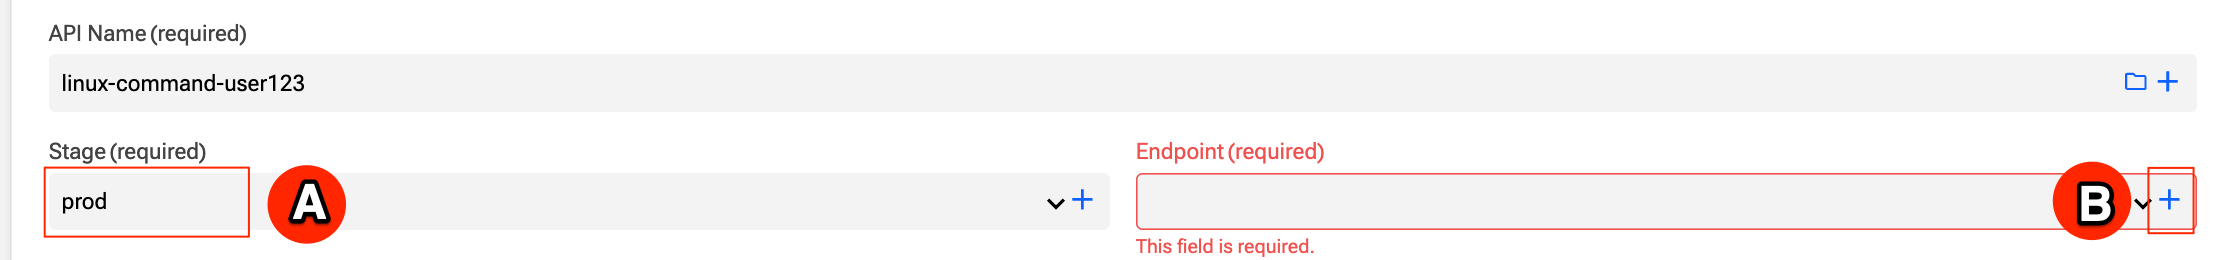 API Name (required)
linux-command-user123
Stage (required)
Endpoint (required)
prod
A
B
This field is required.